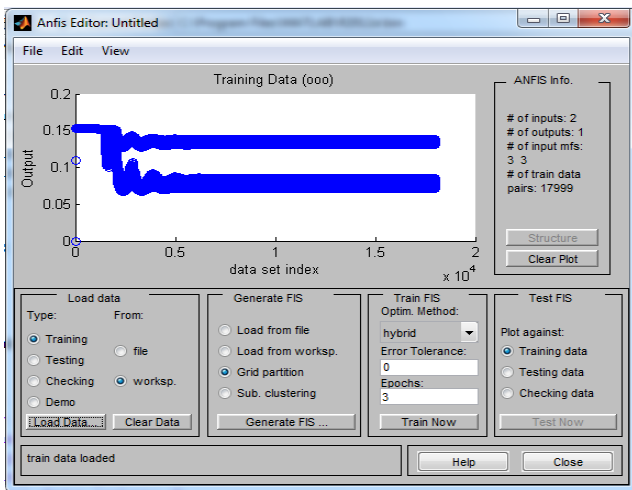 Anfis Editor: Untitled
File Edit View
Training Data (ooo)
0.2
0.15
0.1
0.05
0
Output
0 0.5 1 1.5 2
x 10^4
data set index
ANFIS Info.
# of inputs: 2
# of outputs: 1
# of input mfs:
3 3
# of train data
pairs: 17999
Structure
Clear Plot
Load data
Type: From:
Training
Testing
Checking
Demo
file
worksp.
Load Data...
Clear Data
Generate FIS
Load from file
Load from worksp.
Grid partition
Sub. clustering
Generate FIS ...
Train FIS
Optim. Method:
hybrid
Error Tolerance:
0
Epochs:
3
Train Now
Test FIS
Plot against:
Training data
Testing data
Checking data
Test Now
train data loaded
Help
Close